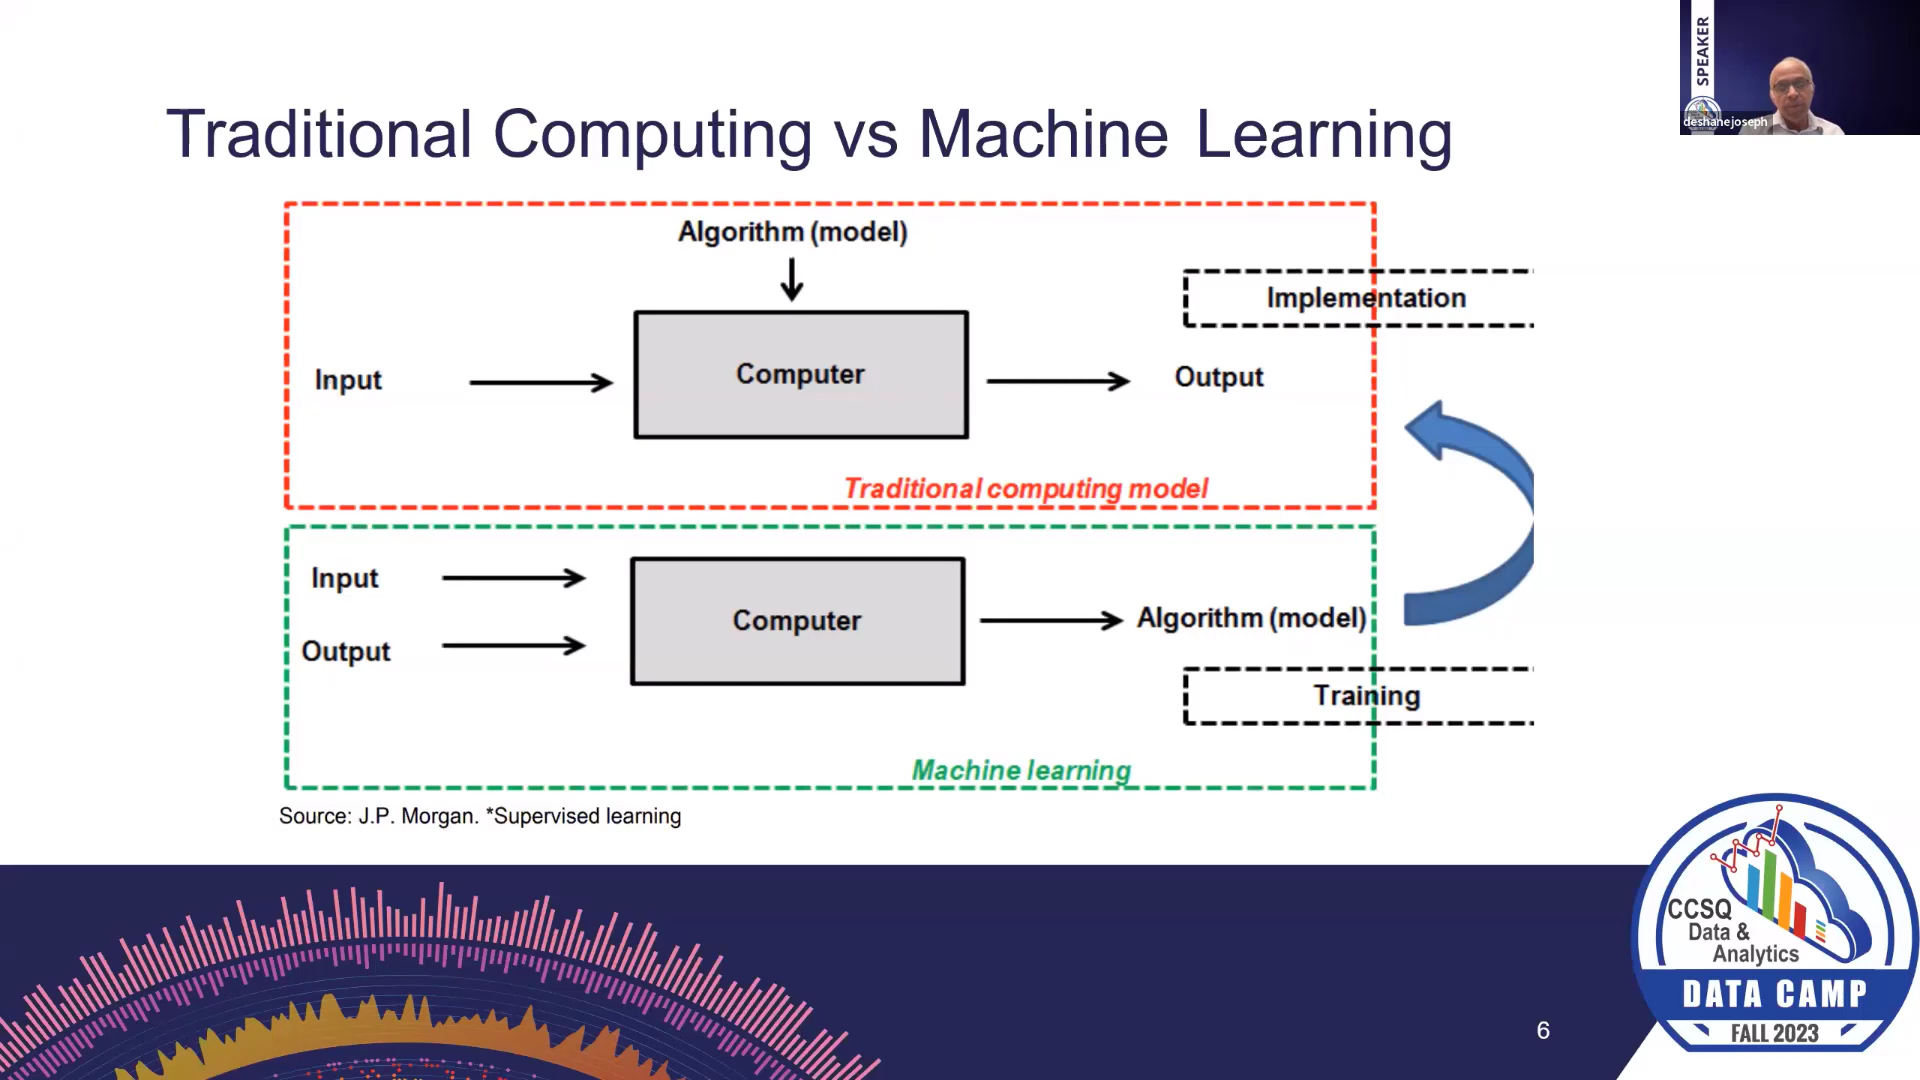 SPEAKER
deshanejoseph
Traditional Computing vs Machine Learning
Algorithm (model)
Implementation
Input
Computer
Output
Traditional computing model
Input
Output
Computer
Algorithm (model)
Training
Machine learning
Source: J.P. Morgan. *Supervised learning
CCSQ
Data &
Analytics
DATA CAMP
FALL 2023
6